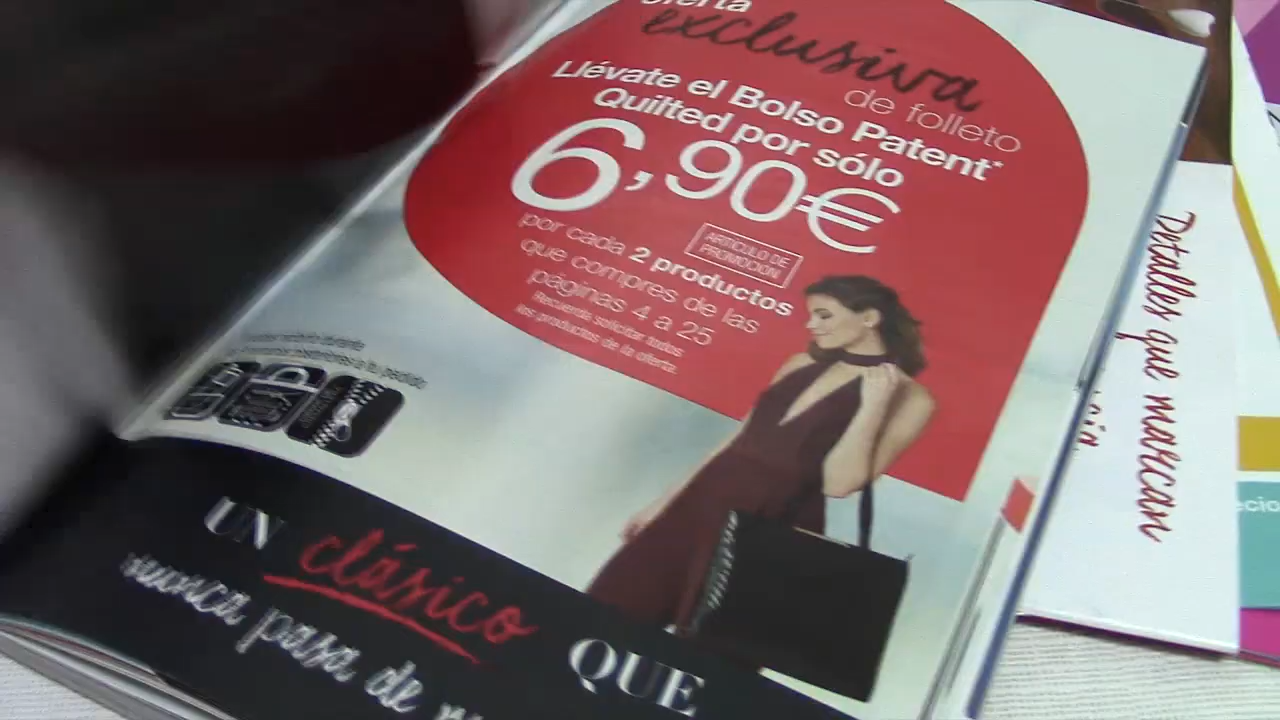 Oferta
exclusiva
de folleto
Llévate el Bolso Patent*
Quilted por sólo
6,90€
por cada 2 productos
que compres de las
páginas 4 a 25
Recuerda solicitar todos
los productos de la oferta.
ARTÍCULO DE
PROMOCIÓN
a tu pedido
UN clásico QUE
nunca pasa de
Detalles que marcan